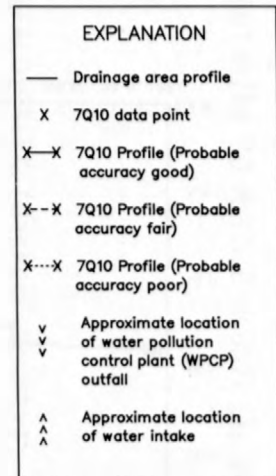 EXPLANATION
Drainage area profile
X 7Q10 data point
X—X 7Q10 Profile (Probable
accuracy good)
X--X 7Q10 Profile (Probable
accuracy fair)
X····X 7Q10 Profile (Probable
accuracy poor)
Approximate location
of water pollution
control plant (WPCP)
outfall
Approximate location
of water intake